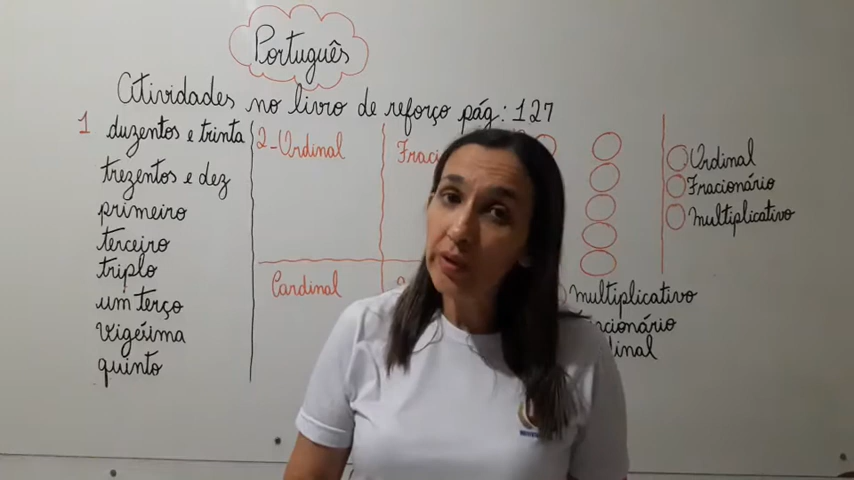 Português
Atividades no livro de reforço pág: 127
1 duzentos e trinta
trezentos e dez
primeiro
terceiro
triplo
um terço
vigésima
quinto
2-Ordinal
Cardinal
Ordinal
Fracionário
multiplicativo
multiplicativo